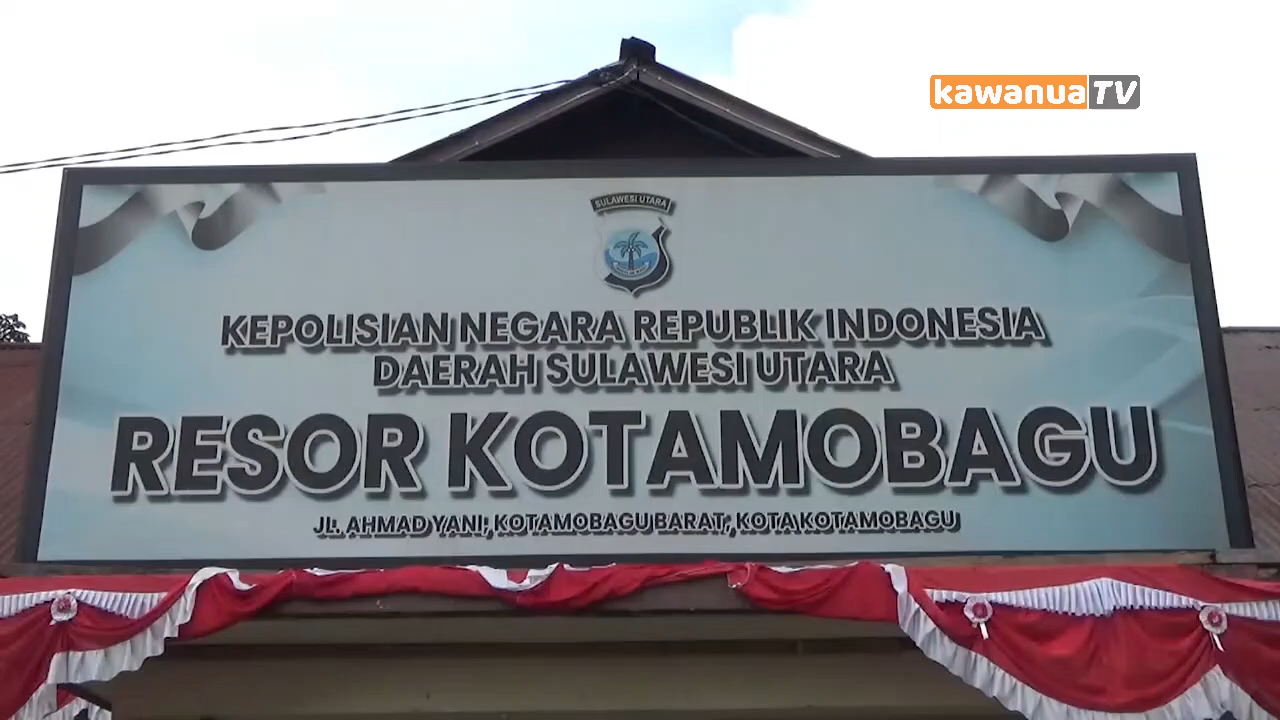 kawanuaTV
SULAWESI UTARA
KEPOLISIAN NEGARA REPUBLIK INDONESIA
DAERAH SULAWESI UTARA
RESOR KOTAMOBAGU
JL. AHMAD YANI, KOTAMOBAGU BARAT, KOTA KOTAMOBAGU